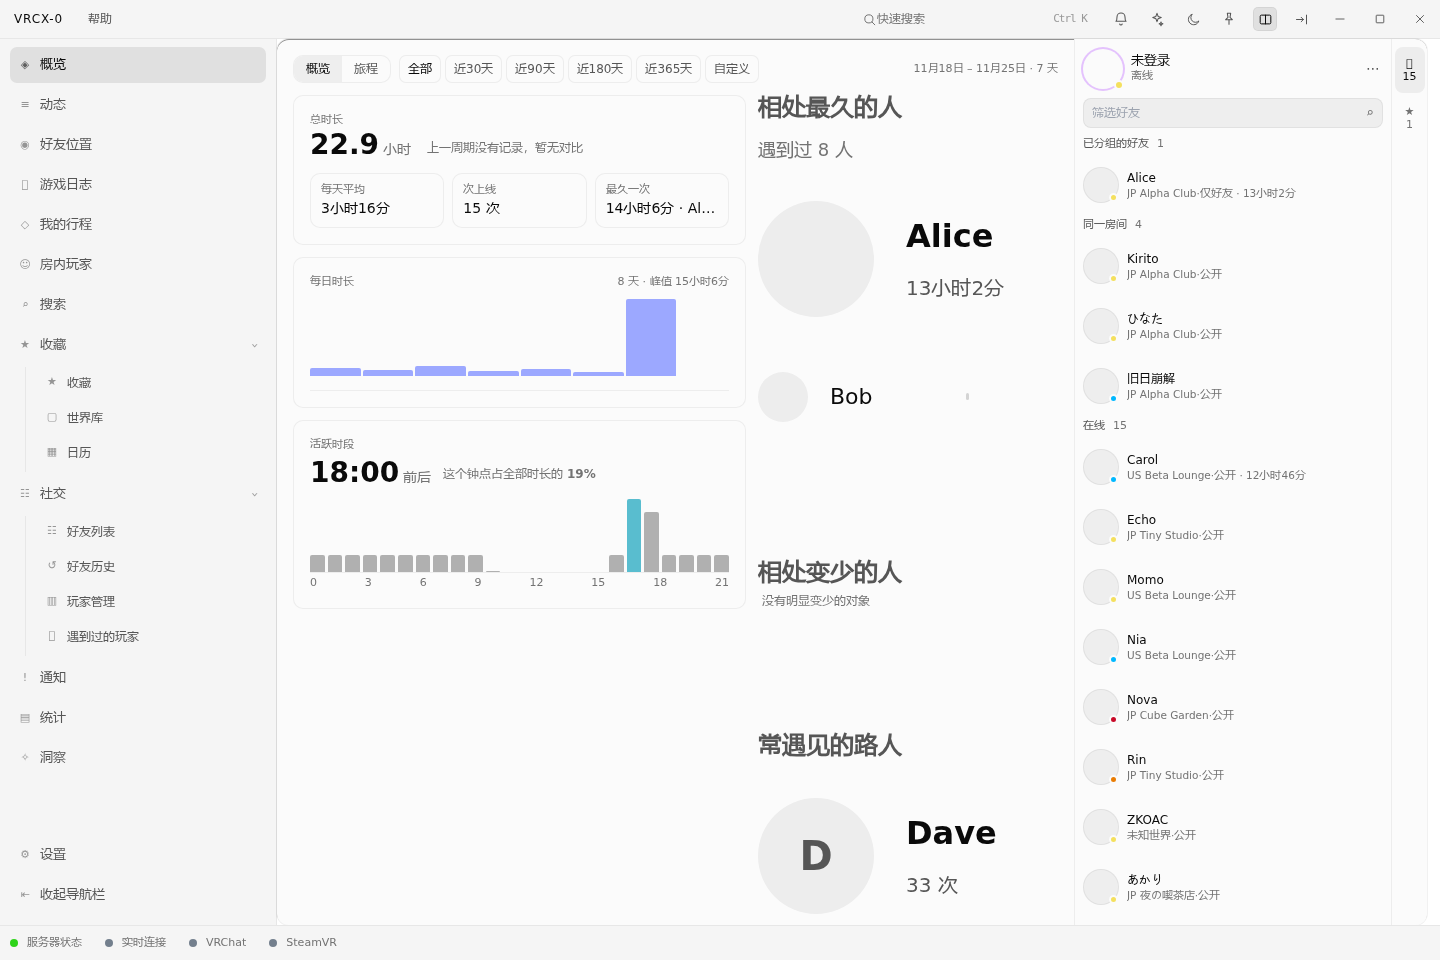 VRCX-0
帮助
快速搜索
Ctrl K
概览
动态
好友位置
游戏日志
我的行程
房内玩家
搜索
收藏
收藏
世界库
日历
社交
好友列表
好友历史
玩家管理
遇到过的玩家
通知
统计
洞察
设置
收起导航栏
概览
旅程
全部
近30天
近90天
近180天
近365天
自定义
11月18日 – 11月25日 · 7 天
总时长
22.9 小时
上一周期没有记录，暂无对比
每天平均
3小时16分
次上线
15 次
最久一次
14小时6分 · Al...
每日时长
8 天 · 峰值 15小时6分
活跃时段
18:00 前后
这个钟点占全部时长的 19%
0 3 6 9 12 15 18 21
相处最久的人
遇到过 8 人
Alice
13小时2分
Bob
相处变少的人
没有明显变少的对象
常遇见的路人
D
Dave
33 次
未登录
离线
筛选好友
已分组的好友 1
Alice
JP Alpha Club·仅好友 · 13小时2分
同一房间 4
Kirito
JP Alpha Club·公开
ひなた
JP Alpha Club·公开
旧日崩解
JP Alpha Club·公开
在线 15
Carol
US Beta Lounge·公开 · 12小时46分
Echo
JP Tiny Studio·公开
Momo
US Beta Lounge·公开
Nia
US Beta Lounge·公开
Nova
JP Cube Garden·公开
Rin
JP Tiny Studio·公开
ZKOAC
未知世界·公开
あかり
JP 夜の喫茶店·公开
15
1
服务器状态
实时连接
VRChat
SteamVR